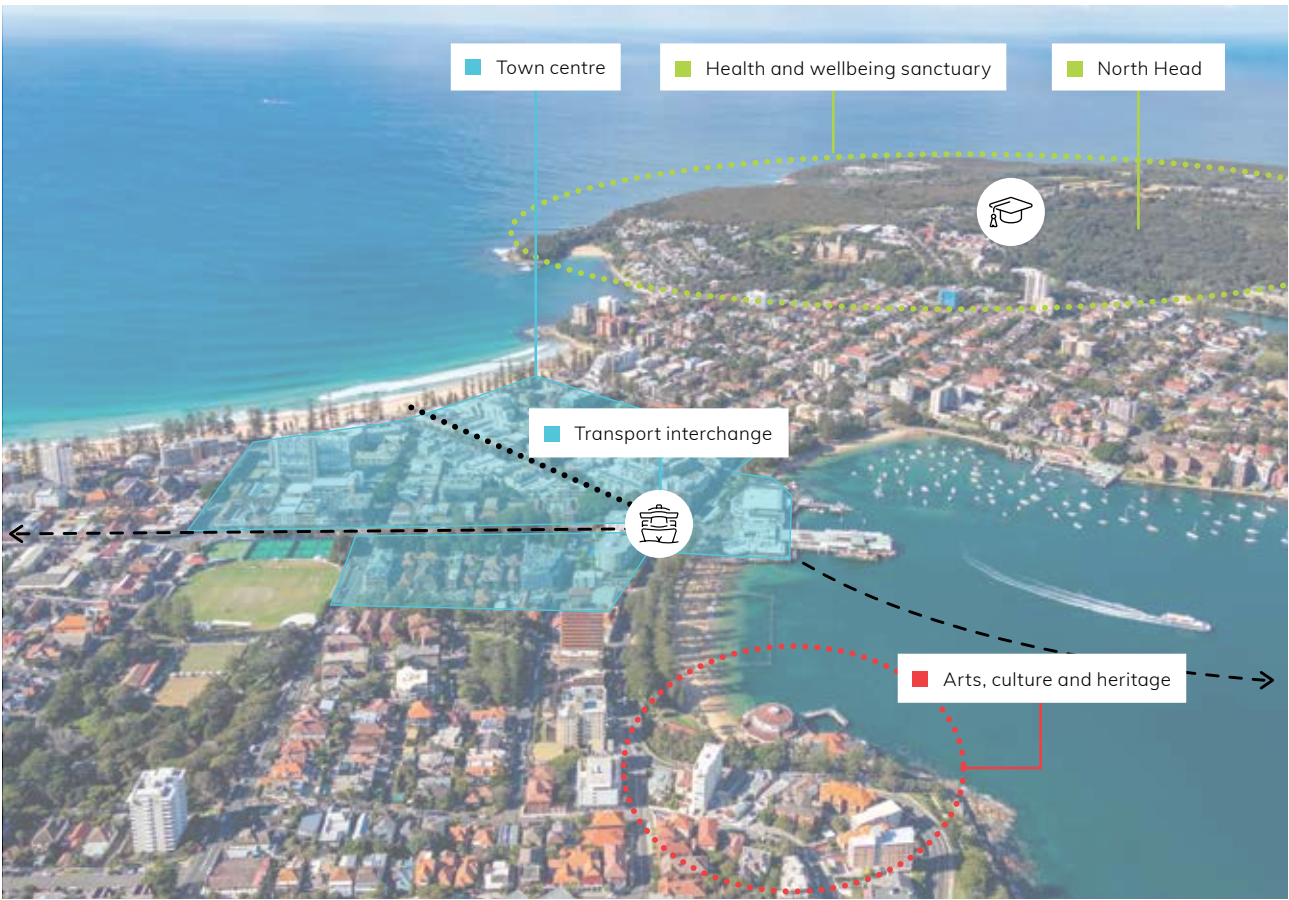 Town centre
Health and wellbeing sanctuary
North Head
Transport interchange
Arts, culture and heritage